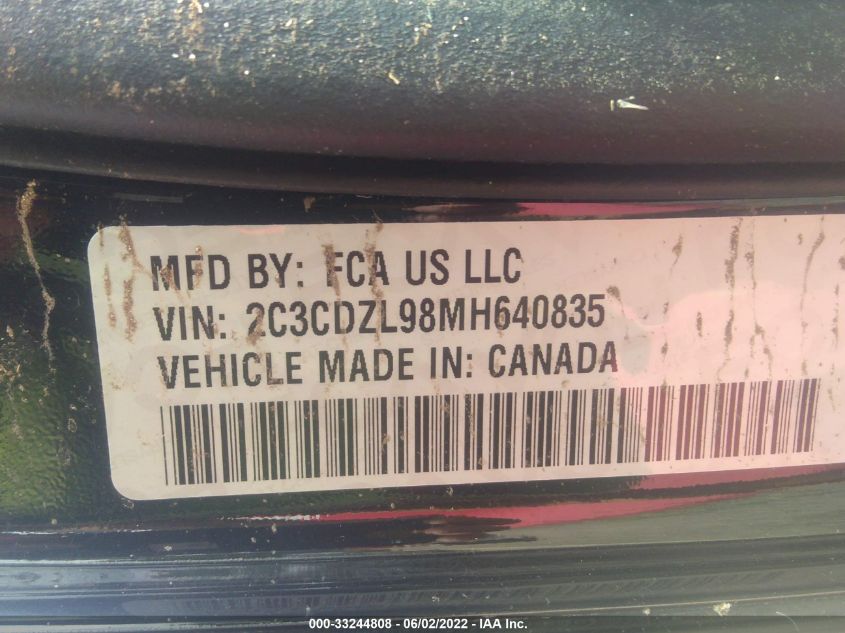 MFD BY: FCA US LLC
VIN: 2C3CDZL98MH640835
VEHICLE MADE IN: CANADA
000-33244808 - 06/02/2022 - IAA Inc.